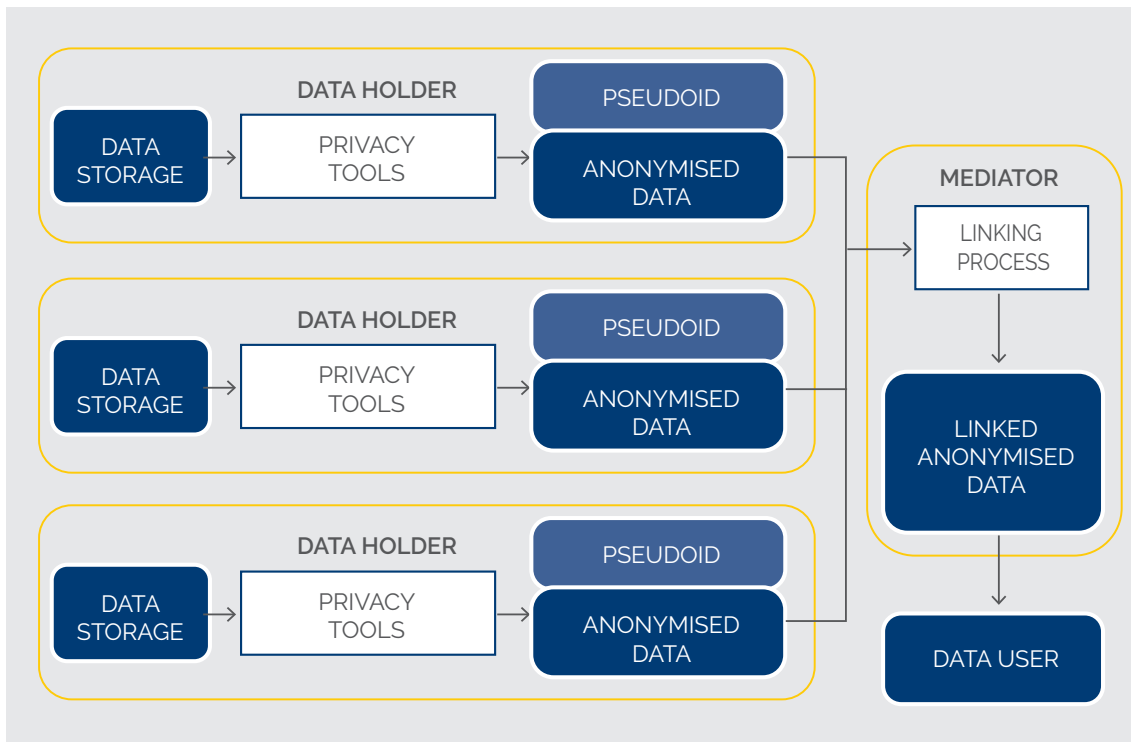 DATA HOLDER
DATA
STORAGE
PRIVACY
TOOLS
PSEUDOID
ANONYMISED
DATA
DATA HOLDER
DATA
STORAGE
PRIVACY
TOOLS
PSEUDOID
ANONYMISED
DATA
DATA HOLDER
DATA
STORAGE
PRIVACY
TOOLS
PSEUDOID
ANONYMISED
DATA
MEDIATOR
LINKING
PROCESS
LINKED
ANONYMISED
DATA
DATA USER